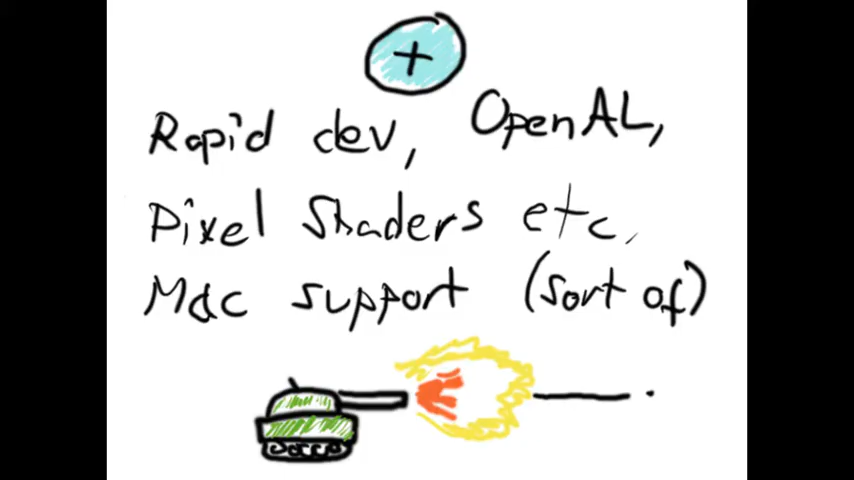 +
Rapid dev, OpenAL,
Pixel Shaders etc.
Mac support (sort of)